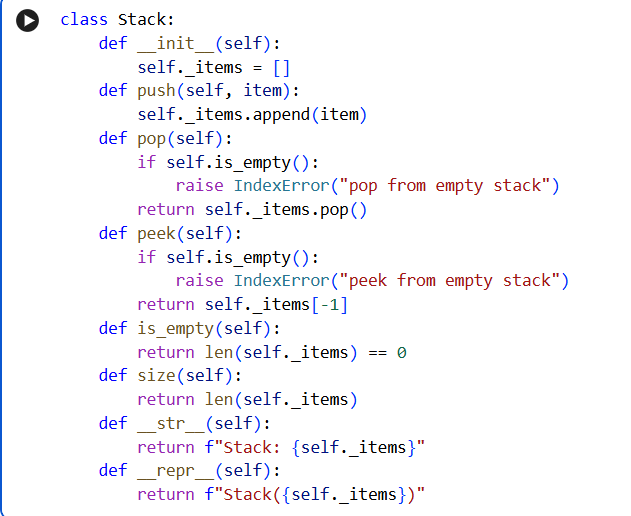 class Stack:
    def __init__(self):
        self._items = []
    def push(self, item):
        self._items.append(item)
    def pop(self):
        if self.is_empty():
            raise IndexError("pop from empty stack")
        return self._items.pop()
    def peek(self):
        if self.is_empty():
            raise IndexError("peek from empty stack")
        return self._items[-1]
    def is_empty(self):
        return len(self._items) == 0
    def size(self):
        return len(self._items)
    def __str__(self):
        return f"Stack: {self._items}"
    def __repr__(self):
        return f"Stack({self._items})"